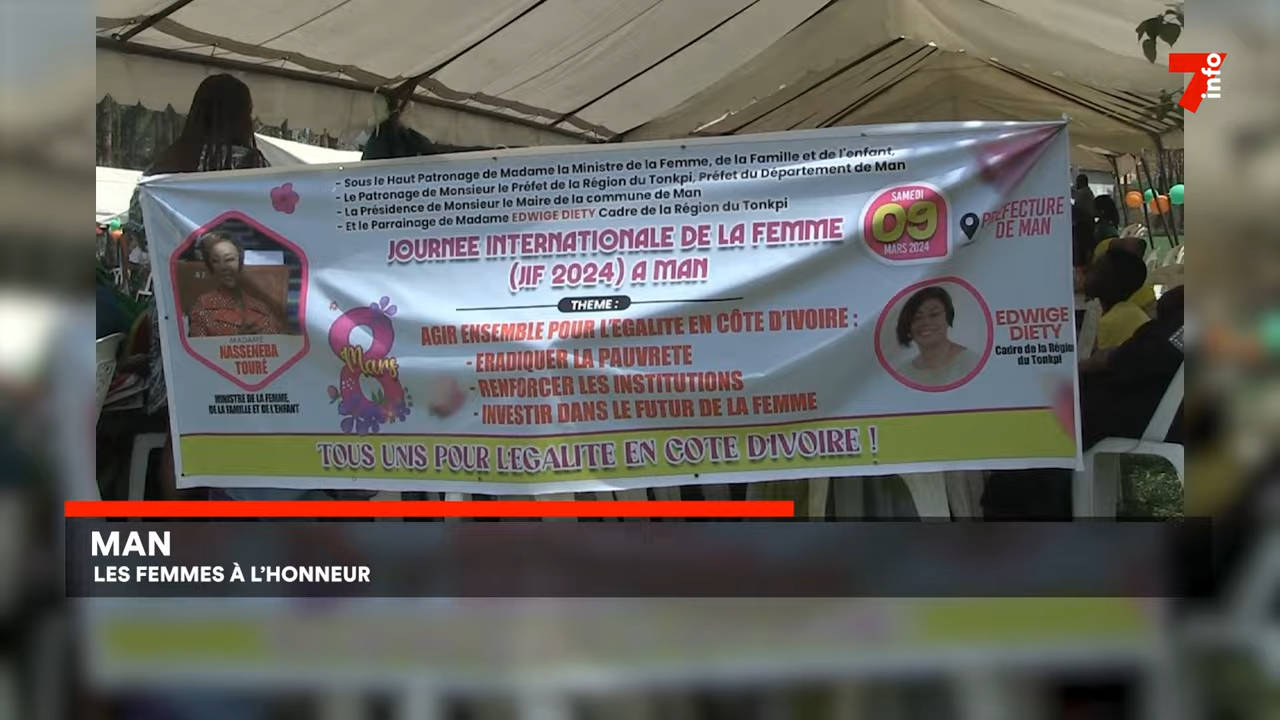 7info
- Sous le Haut Patronage de Madame la Ministre de la Femme, de la Famille et de l'enfant,
- Le Patronage de Monsieur le Préfet de la Région du Tonkpi, Préfet du Département de Man
- La Présidence de Monsieur le Maire de la commune de Man
- Et le Parrainage de Madame EDWIGE DIETY Cadre de la Région du Tonkpi
JOURNEE INTERNATIONALE DE LA FEMME
(JIF 2024) A MAN
SAMEDI
09
MARS 2024
PREFECTURE
DE MAN
THEME :
AGIR ENSEMBLE POUR L'EGALITE EN CÔTE D'IVOIRE :
- ERADIQUER LA PAUVRETE
- RENFORCER LES INSTITUTIONS
- INVESTIR DANS LE FUTUR DE LA FEMME
MADAME
NASSENEBA
TOURÉ
MINISTRE DE LA FEMME,
DE LA FAMILLE ET DE L'ENFANT
8
Mars
EDWIGE
DIETY
Cadre de la Région
du Tonkpi
TOUS UNIS POUR L'EGALITE EN COTE D'IVOIRE !
MAN
LES FEMMES À L'HONNEUR